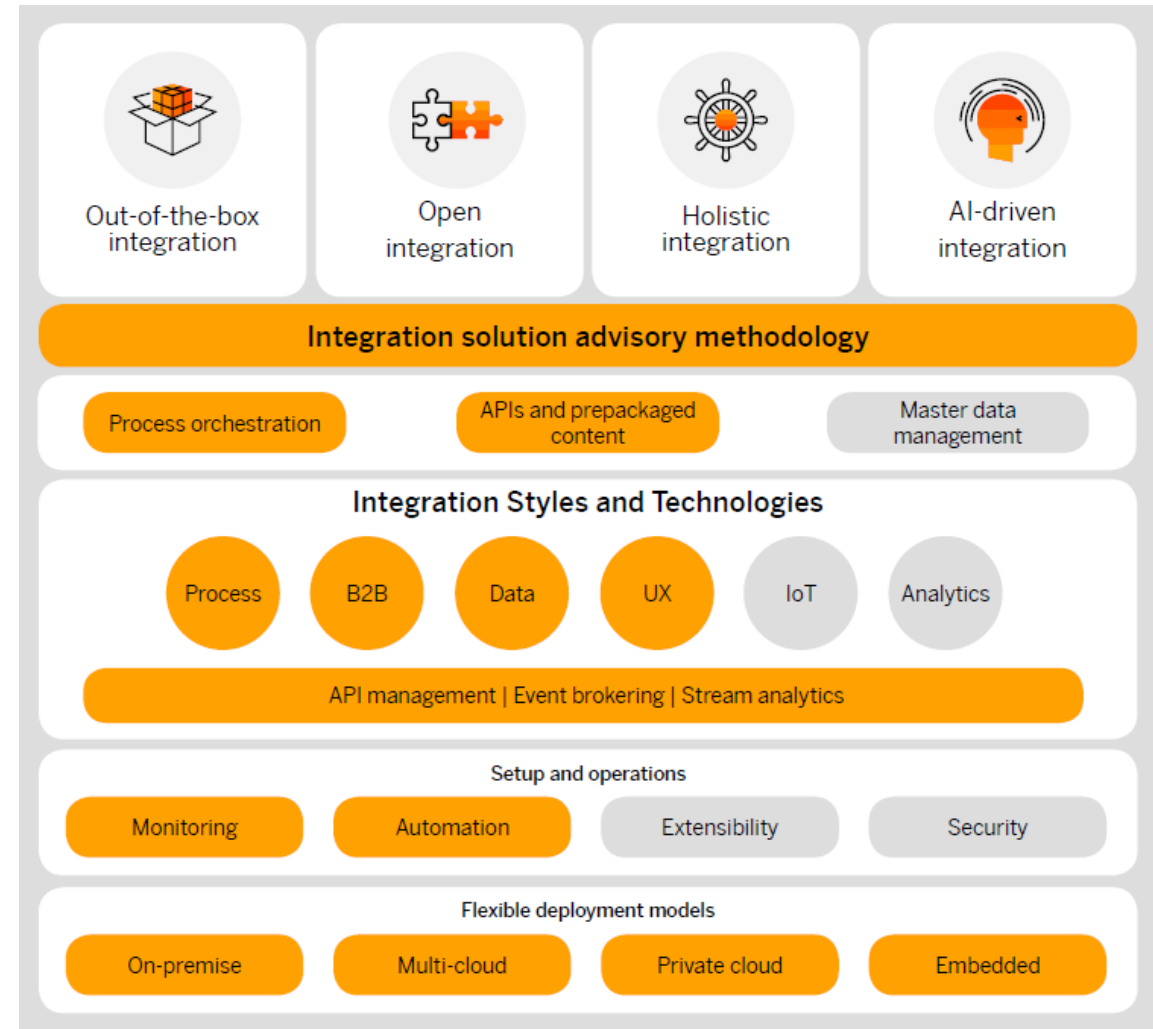 Out-of-the-box
integration
Open
integration
Holistic
integration
AI-driven
integration
Integration solution advisory methodology
Process orchestration
APIs and prepackaged
content
Master data
management
Integration Styles and Technologies
Process
B2B
Data
UX
IoT
Analytics
API management | Event brokering | Stream analytics
Setup and operations
Monitoring
Automation
Extensibility
Security
Flexible deployment models
On-premise
Multi-cloud
Private cloud
Embedded